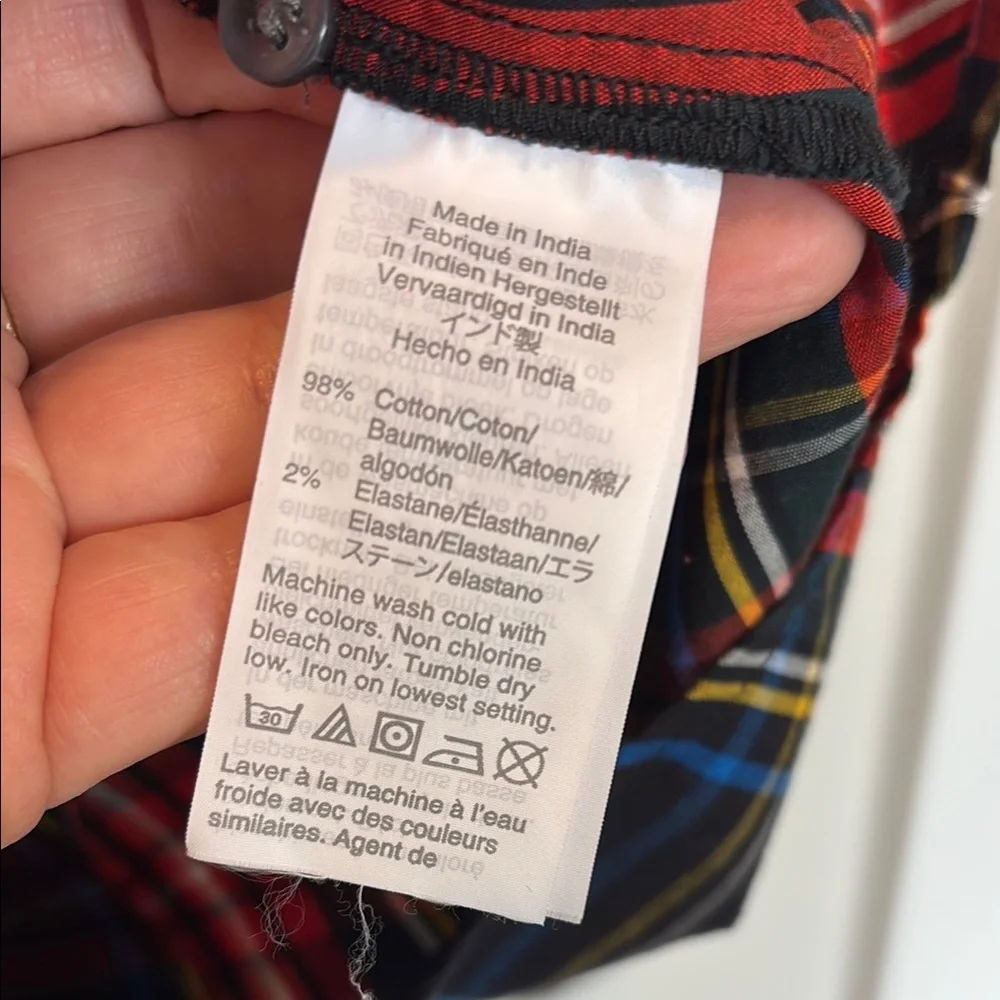 Made in India
Fabriqué en Inde
in Indien Hergestellt
Vervaardigd in India
インド製
Hecho en India
98% Cotton/Coton/
Baumwolle/Katoen/綿/
algodón
2% Elastane/Élasthanne/
Elastan/Elastaan/エラ
ステーン/elastano
Machine wash cold with
like colors. Non chlorine
bleach only. Tumble dry
low. Iron on lowest setting.
30
Laver à la machine à l'eau
froide avec des couleurs
similaires. Agent de